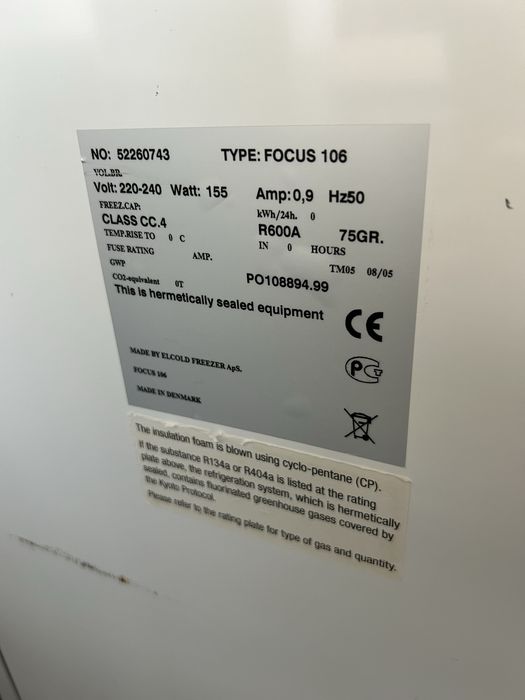 NO: 52260743 TYPE: FOCUS 106
VOL.BR.
Volt: 220-240 Watt: 155 Amp: 0,9 Hz50
FREEZ.CAP: kWh/24h. 0
CLASS CC.4 R600A 75GR.
TEMP.RISE TO 0 C IN 0 HOURS
FUSE RATING AMP. TM05 08/05
GWP
CO2-equivalent 0T PO108894.99
This is hermetically sealed equipment
CE
MADE BY ELCOLD FREEZER ApS.
FOCUS 106
MADE IN DENMARK
The insulation foam is blown using cyclo-pentane (CP).
If the substance R134a or R404a is listed at the rating
plate above, the refrigeration system, which is hermetically
sealed, contains fluorinated greenhouse gases covered by
the Kyoto Protocol.
Please refer to the rating plate for type of gas and quantity.